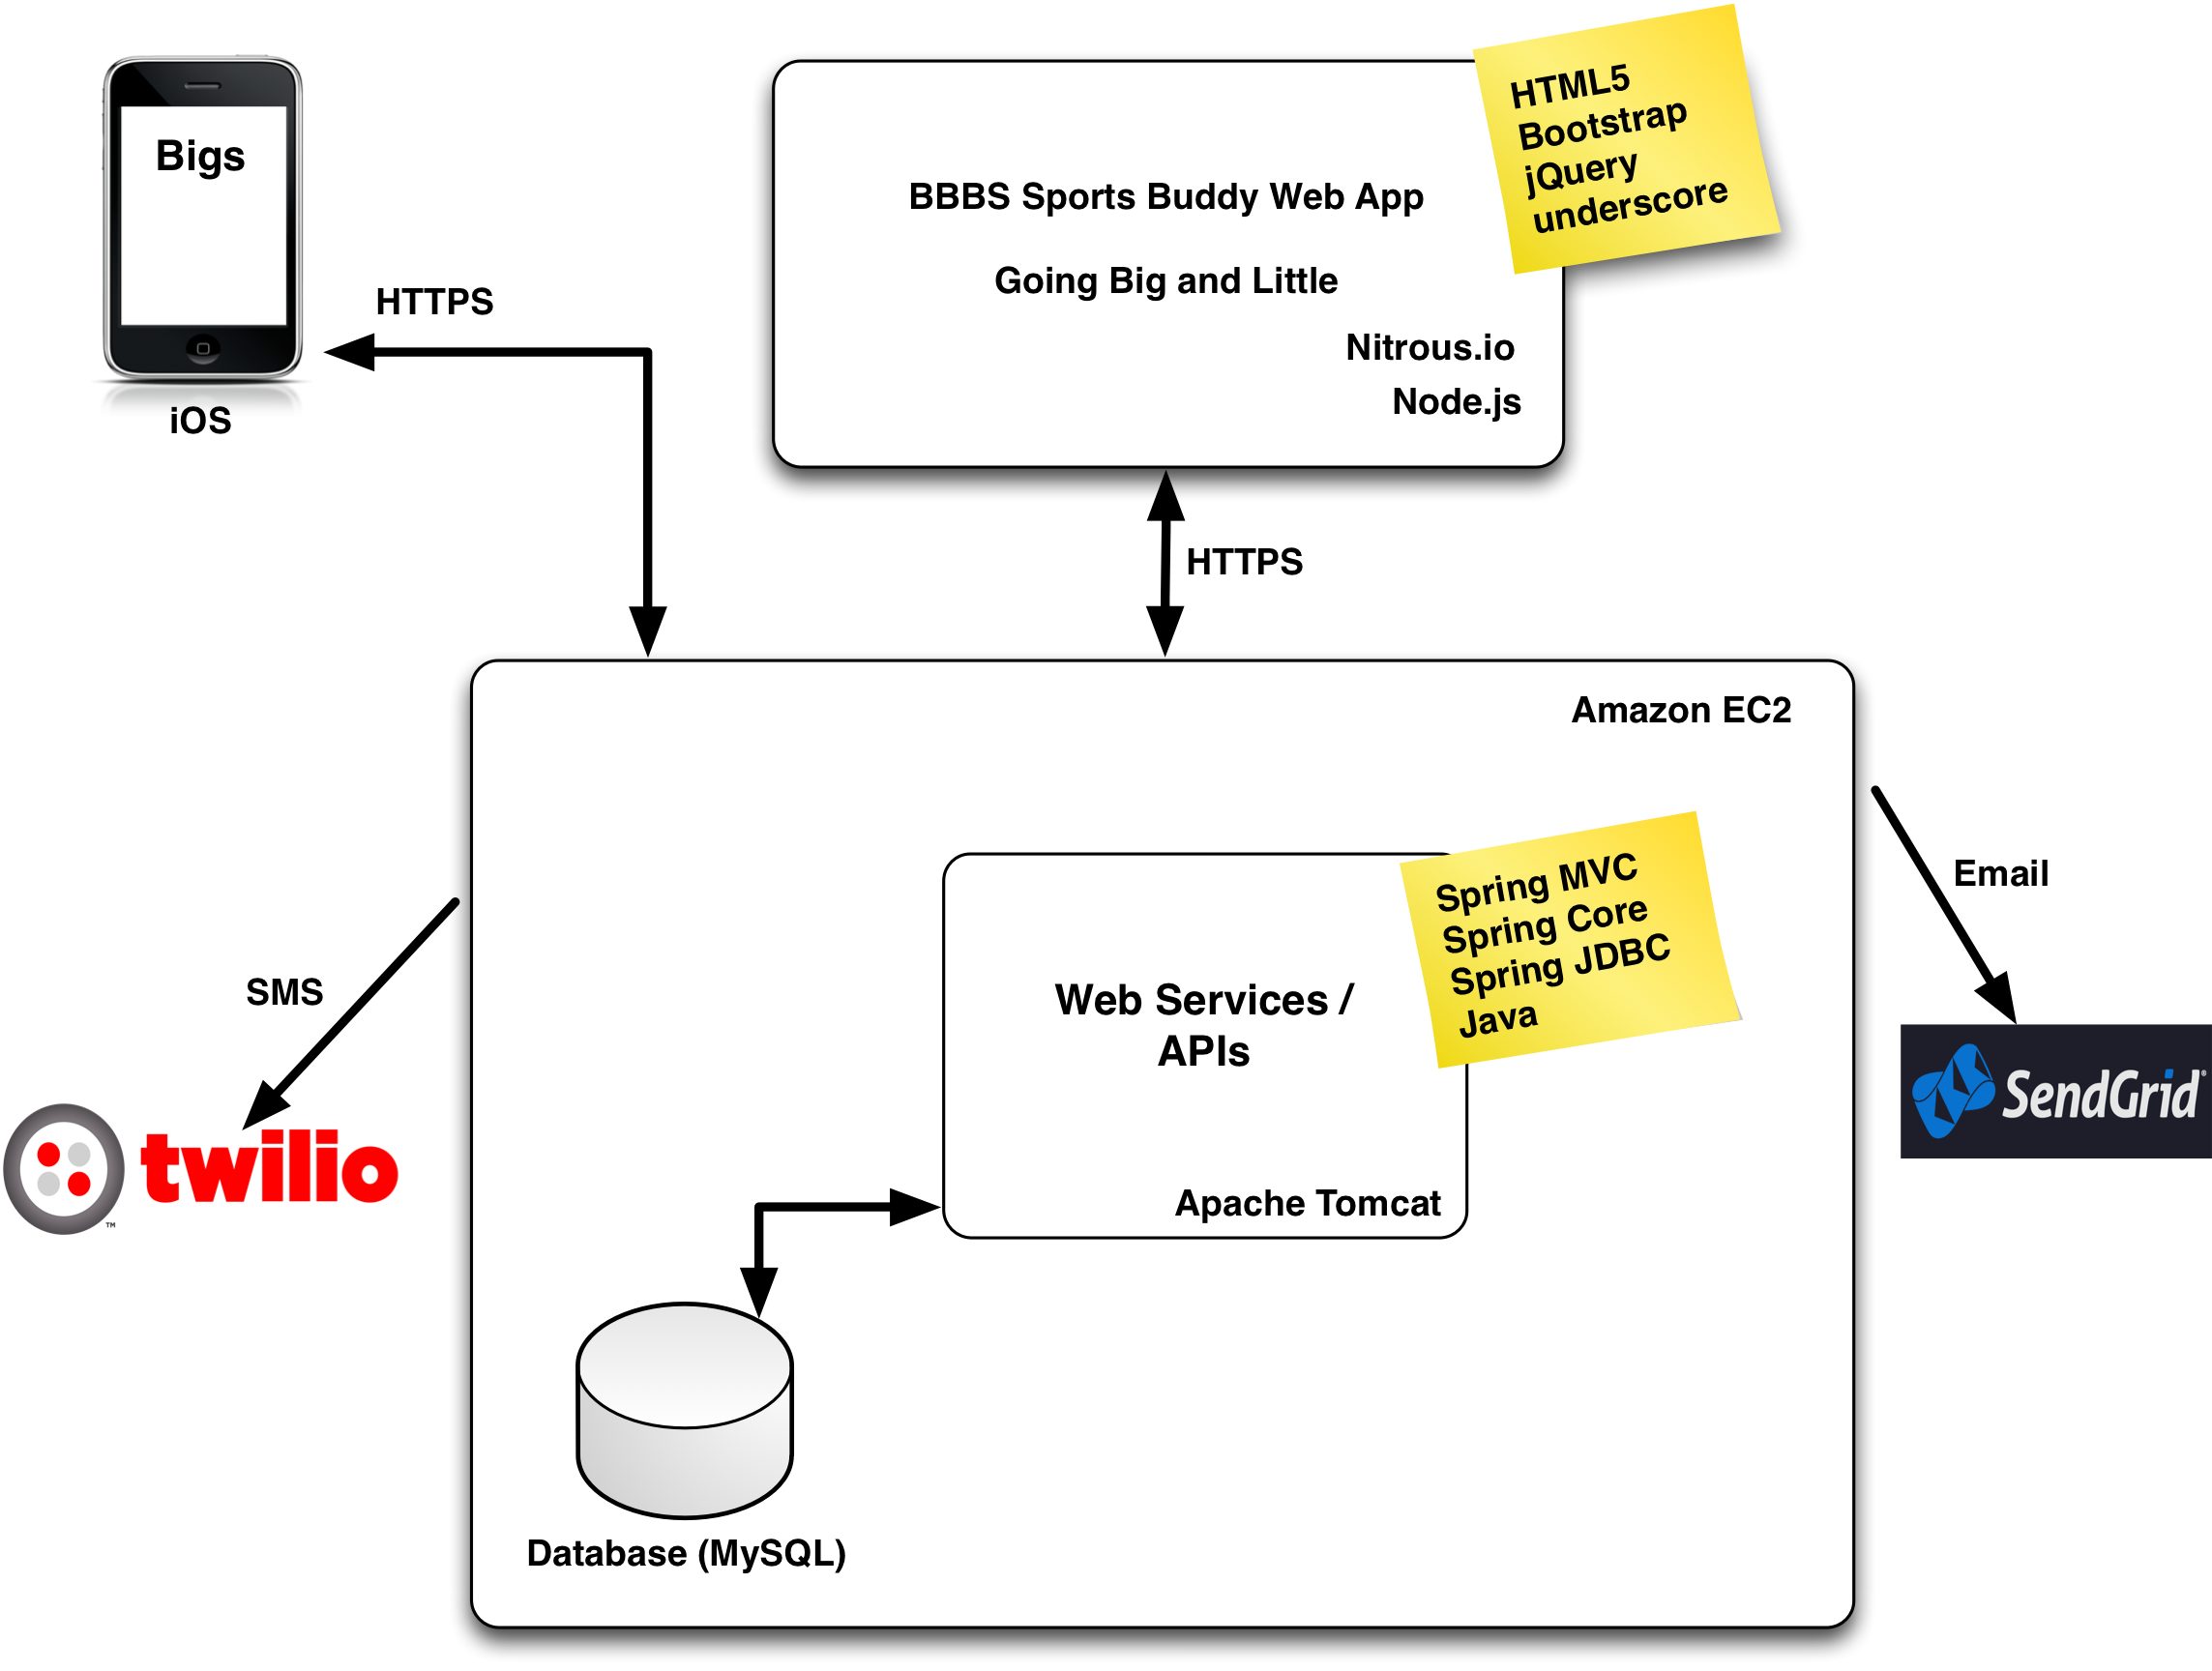 Bigs
iOS
HTTPS
BBBS Sports Buddy Web App
Going Big and Little
Nitrous.io
Node.js
HTML5
Bootstrap
jQuery
underscore
HTTPS
Amazon EC2
Spring MVC
Spring Core
Spring JDBC
Java
Web Services /
APIs
Apache Tomcat
Database (MySQL)
SMS
twilio
TM
Email
SendGrid®